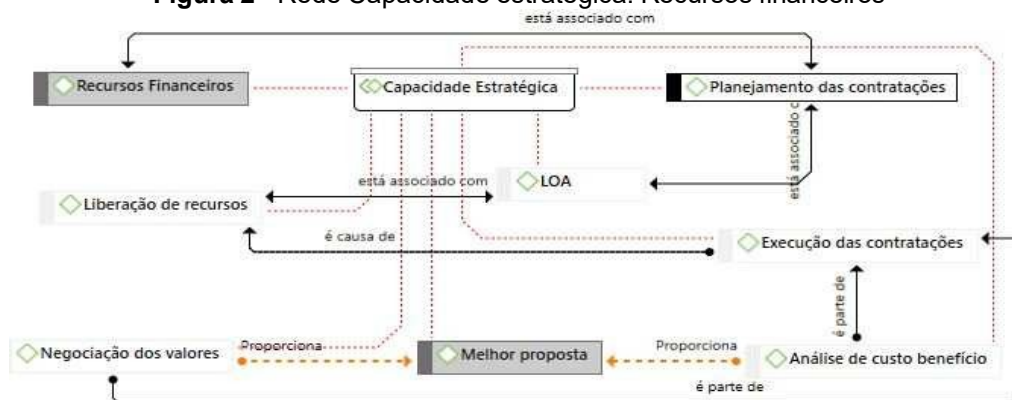 Figura 2 - Rede Capacidade estratégica: Recursos financeiros
está associado com
Recursos Financeiros
Capacidade Estratégica
Planejamento das contratações
está associado c
está associado com
LOA
Liberação de recursos
é causa de
Execução das contratações
é parte de
Negociação dos valores
Proporciona
Melhor proposta
Proporciona
Análise de custo benefício
é parte de